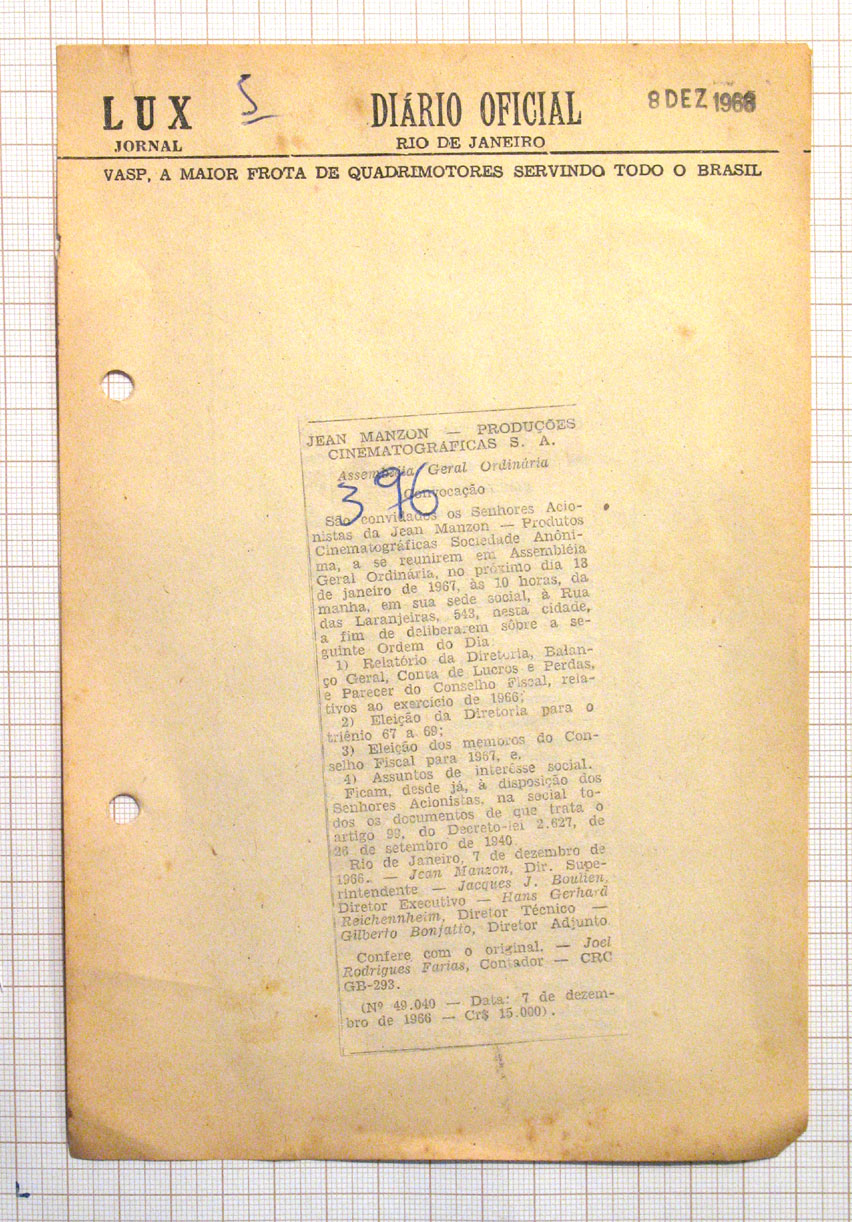 LUX
JORNAL
S
DIÁRIO OFICIAL
RIO DE JANEIRO
8 DEZ 1966
VASP, A MAIOR FROTA DE QUADRIMOTORES SERVINDO TODO O BRASIL
JEAN MANZON — PRODUÇÕES
CINEMATOGRÁFICAS S. A.
Assembléia Geral Ordinária
Convocação
396
São convidados os Senhores Acio-
nistas da Jean Manzon — Produtos
Cinematográficas Sociedade Anôni-
ma, a se reunirem em Assembléia
Geral Ordinária, no próximo dia 18
de janeiro de 1967, às 10 horas, da
manha, em sua sede social, à Rua
das Laranjeiras, 543, nesta cidade,
a fim de deliberarem sôbre a se-
guinte Ordem do Dia:
1) Relatório da Diretoria, Balan-
ço Geral, Conta de Lucros e Perdas,
e Parecer do Conselho Fiscal, rela-
tivos ao exercício de 1966;
2) Eleição da Diretoria para o
triênio 67 a 69;
3) Eleição dos memoros do Con-
selho Fiscal para 1967, e,
4) Assuntos de interêsse social.
Ficam, desde já, à disposição dos
Senhores Acionistas, na social to-
dos os documentos de que trata o
artigo 99, do Decreto-lei 2.627, de
26 de setembro de 1940.
Rio de Janeiro, 7 de dezembro de
1966. — Jean Manzon, Dir. Supe-
rintendente — Jacques J. Boulien,
Diretor Executivo — Hans Gerhard
Reichennheim, Diretor Técnico —
Gilberto Bonfatto, Diretor Adjunto
Confere com o original. — Joel
Rodrigues Farias, Contador — CRC
GB-293.
(Nº 49.040 — Data: 7 de dezem-
bro de 1966 — Cr$ 15.000).
L